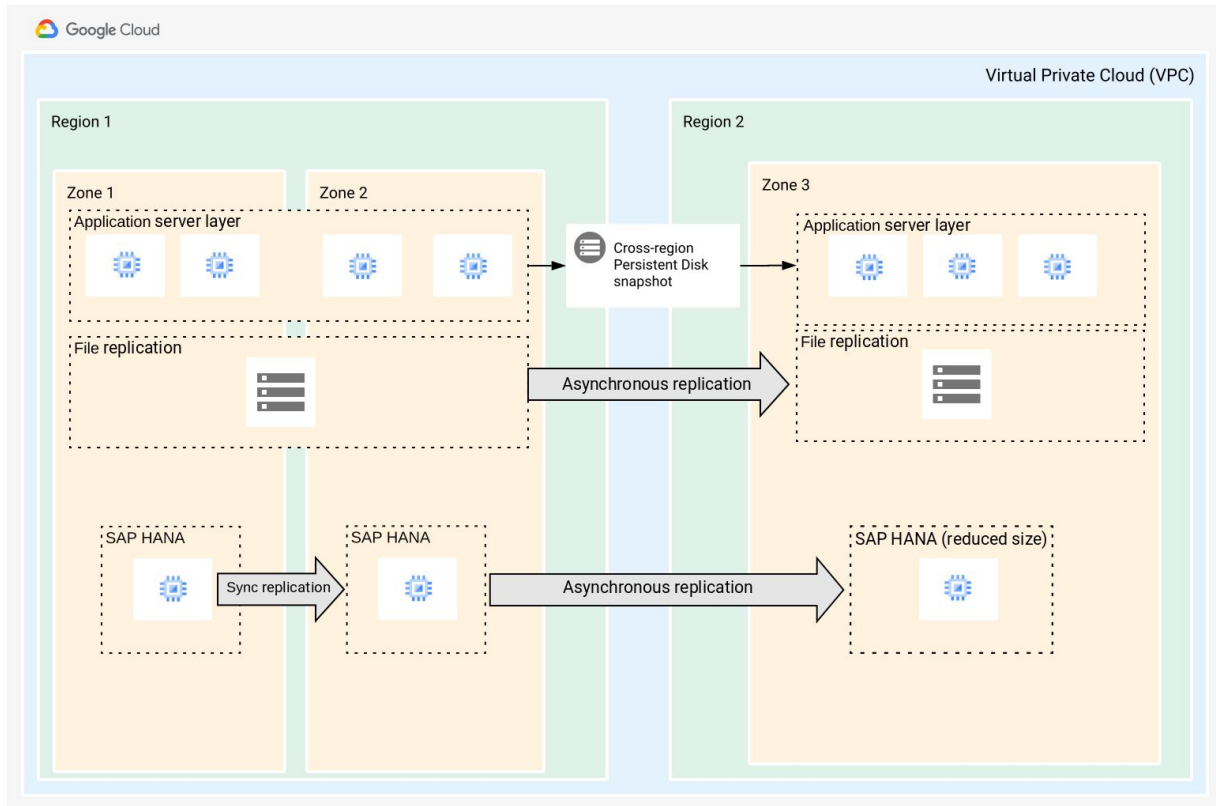 Google Cloud
Virtual Private Cloud (VPC)
Region 1
Region 2
Zone 1
Zone 2
Zone 3
Application server layer
Application server layer
Cross-region
Persistent Disk
snapshot
File replication
File replication
Asynchronous replication
SAP HANA
SAP HANA
SAP HANA (reduced size)
Sync replication
Asynchronous replication